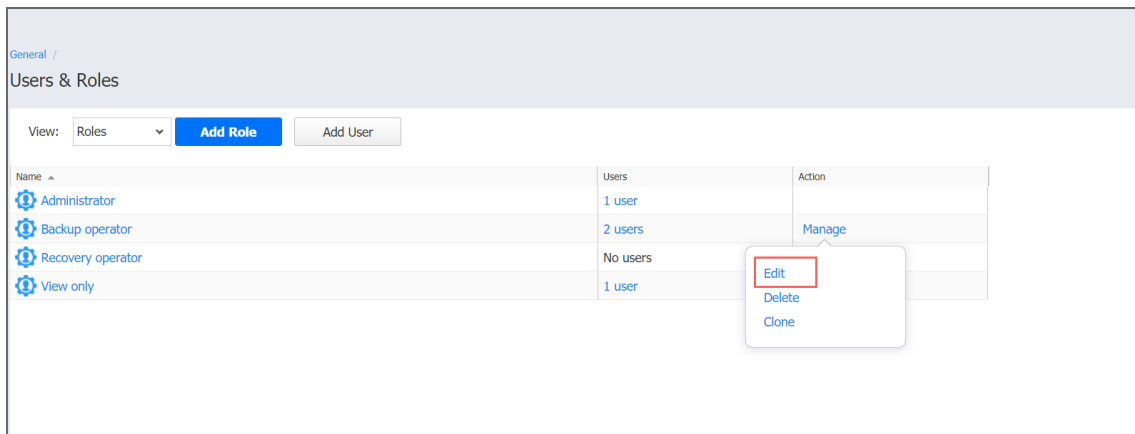 General /
Users & Roles
View: Roles Add Role Add User
Name Users Action
Administrator 1 user
Backup operator 2 users Manage
Recovery operator No users
Edit
View only 1 user
Delete
Clone